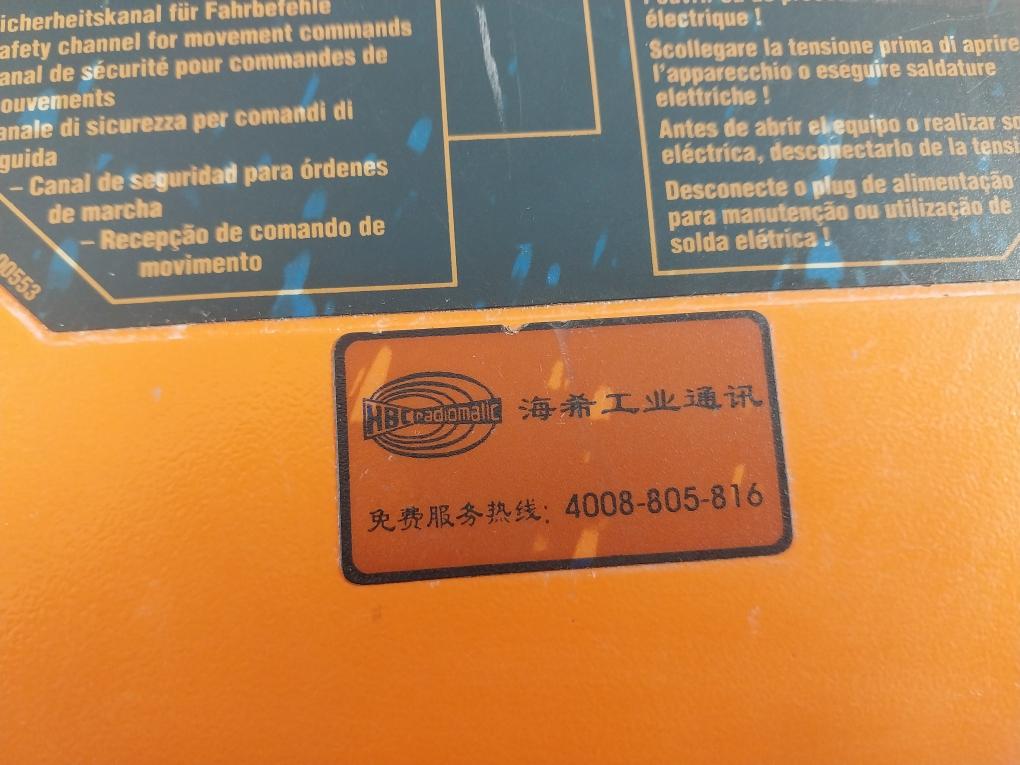 icherheitskanal für Fahrbefehle
afety channel for movement commands
anal de sécurité pour commandes de
ouvements
anale di sicurezza per comandi di
guida
– Canal de seguridad para órdenes
de marcha
– Recepção de comando de
movimento
00553
électrique !
Scollegare la tensione prima di aprire
l'apparecchio o eseguire saldature
elettriche !
Antes de abrir el equipo o realizar so
eléctrica, desconectarlo de la tensi
Desconecte o plug de alimentação
para manutenção ou utilização de
solda elétrica !
HBC radiomatic 海希工业通讯
免费服务热线: 4008-805-816